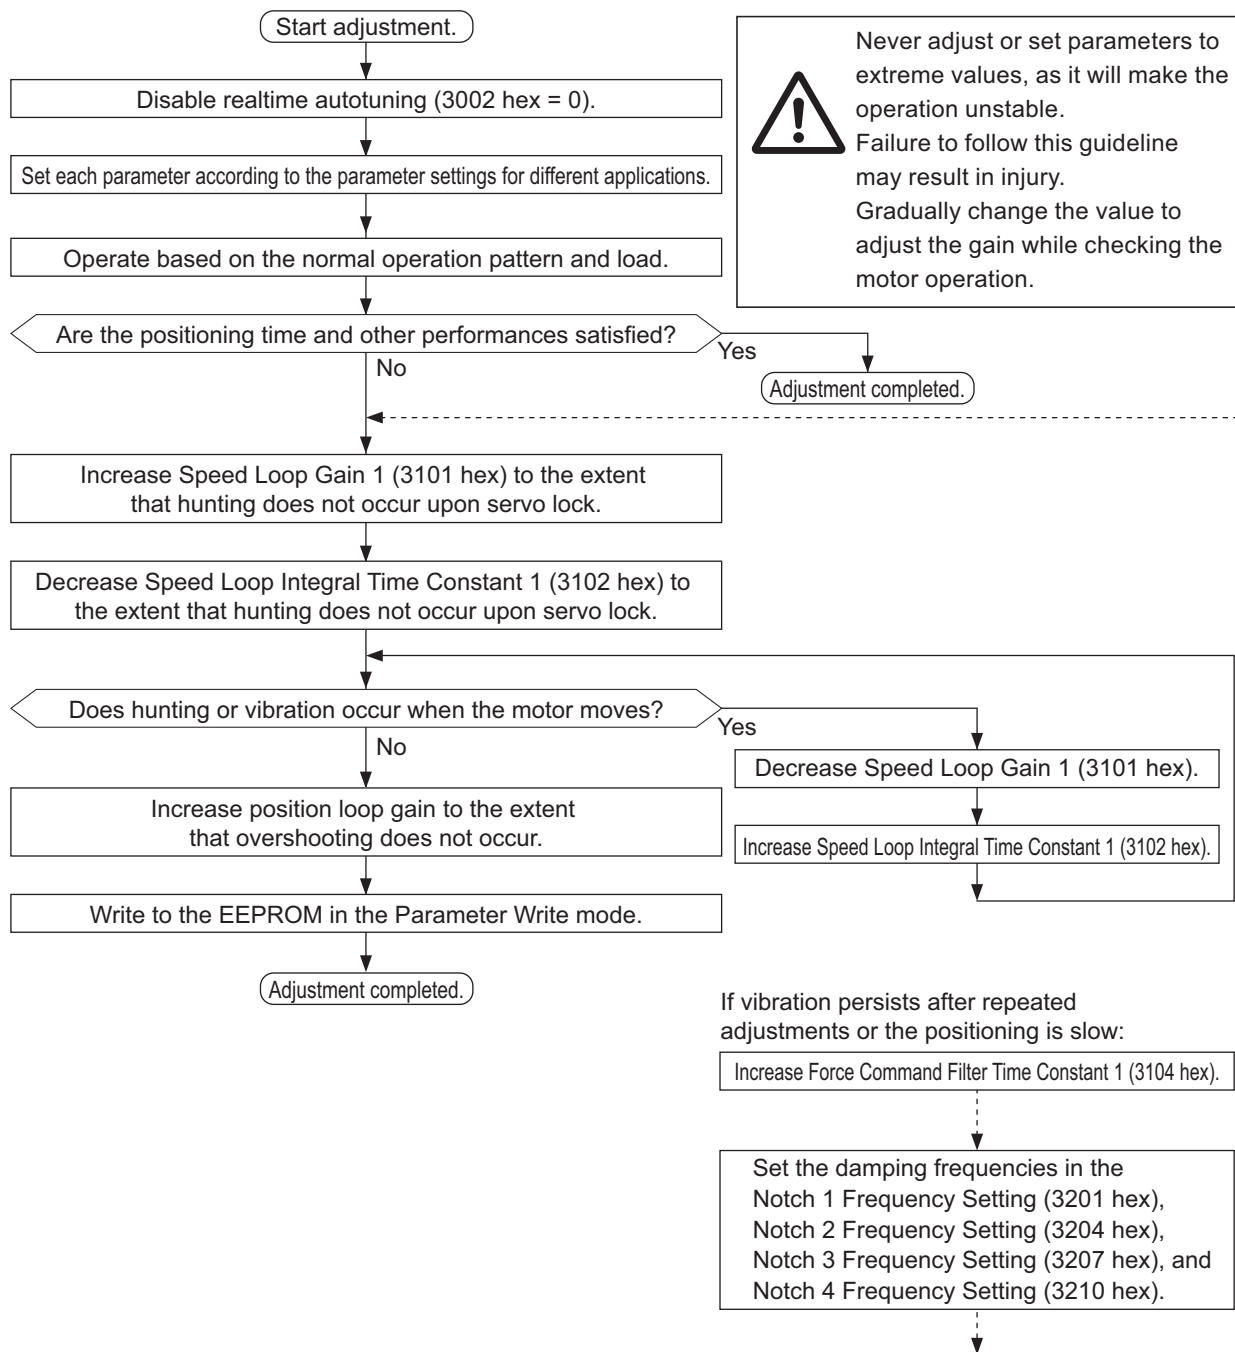 Start adjustment.
Disable realtime autotuning (3002 hex = 0).
Set each parameter according to the parameter settings for different applications.
Operate based on the normal operation pattern and load.
Are the positioning time and other performances satisfied?
Yes
No
Adjustment completed.
Never adjust or set parameters to
extreme values, as it will make the
operation unstable.
Failure to follow this guideline
may result in injury.
Gradually change the value to
adjust the gain while checking the
motor operation.
Increase Speed Loop Gain 1 (3101 hex) to the extent
that hunting does not occur upon servo lock.
Decrease Speed Loop Integral Time Constant 1 (3102 hex) to
the extent that hunting does not occur upon servo lock.
Does hunting or vibration occur when the motor moves?
Yes
No
Decrease Speed Loop Gain 1 (3101 hex).
Increase Speed Loop Integral Time Constant 1 (3102 hex).
Increase position loop gain to the extent
that overshooting does not occur.
Write to the EEPROM in the Parameter Write mode.
Adjustment completed.
If vibration persists after repeated
adjustments or the positioning is slow:
Increase Force Command Filter Time Constant 1 (3104 hex).
Set the damping frequencies in the
Notch 1 Frequency Setting (3201 hex),
Notch 2 Frequency Setting (3204 hex),
Notch 3 Frequency Setting (3207 hex), and
Notch 4 Frequency Setting (3210 hex).